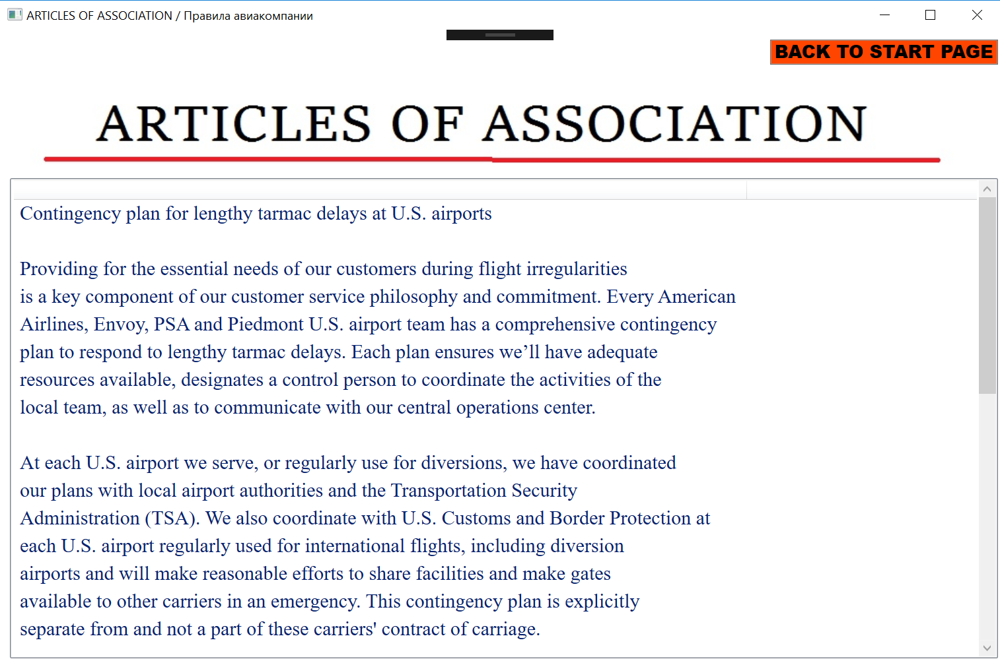 ARTICLES OF ASSOCIATION / Правила авиакомпании
BACK TO START PAGE
ARTICLES OF ASSOCIATION
Contingency plan for lengthy tarmac delays at U.S. airports
Providing for the essential needs of our customers during flight irregularities
is a key component of our customer service philosophy and commitment. Every American
Airlines, Envoy, PSA and Piedmont U.S. airport team has a comprehensive contingency
plan to respond to lengthy tarmac delays. Each plan ensures we’ll have adequate
resources available, designates a control person to coordinate the activities of the
local team, as well as to communicate with our central operations center.
At each U.S. airport we serve, or regularly use for diversions, we have coordinated
our plans with local airport authorities and the Transportation Security
Administration (TSA). We also coordinate with U.S. Customs and Border Protection at
each U.S. airport regularly used for international flights, including diversion
airports and will make reasonable efforts to share facilities and make gates
available to other carriers in an emergency. This contingency plan is explicitly
separate from and not a part of these carriers' contract of carriage.